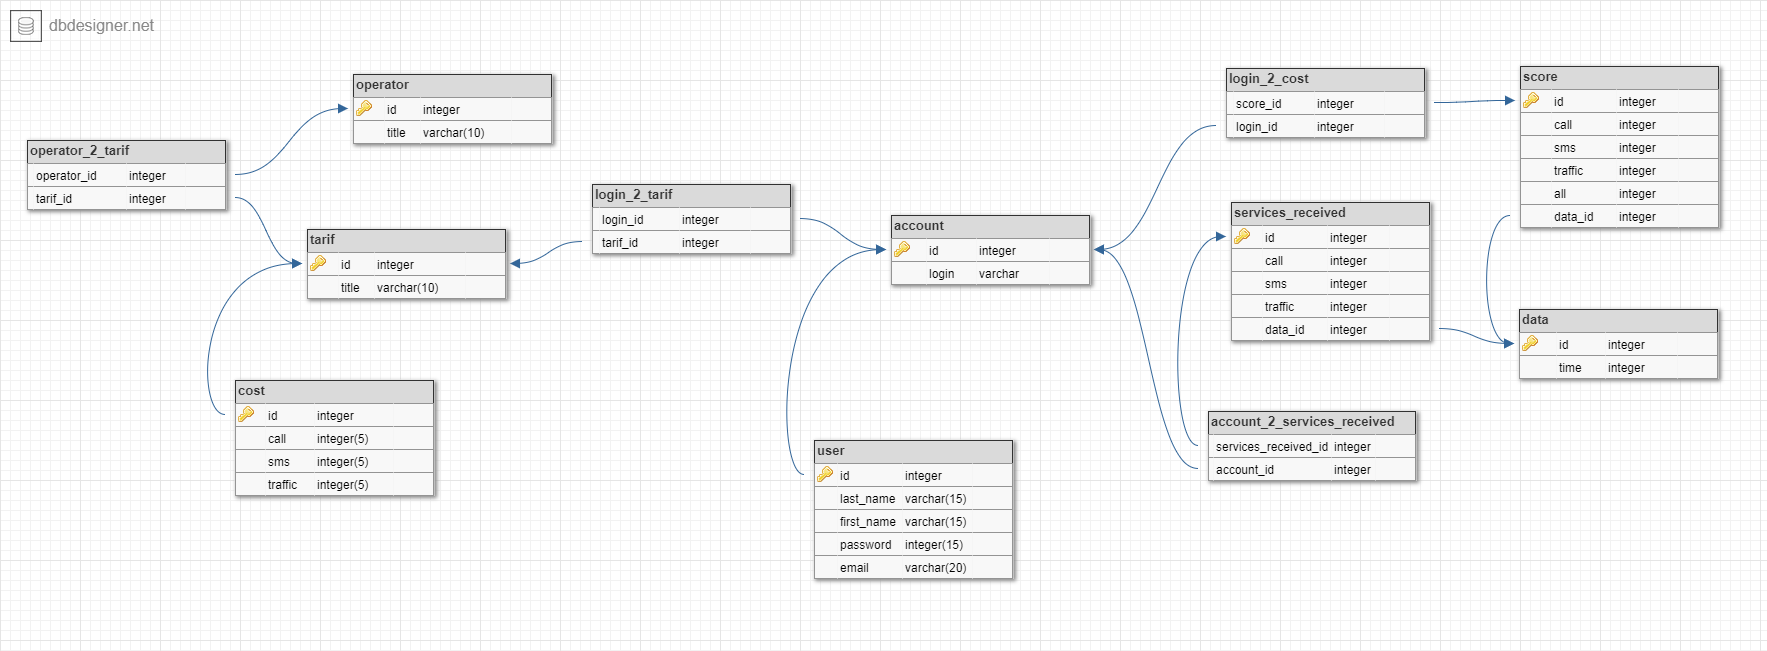 dbdesigner.net
operator
id integer
title varchar(10)
operator_2_tarif
operator_id integer
tarif_id integer
tarif
id integer
title varchar(10)
cost
id integer
call integer(5)
sms integer(5)
traffic integer(5)
login_2_tarif
login_id integer
tarif_id integer
account
id integer
login varchar
user
id integer
last_name varchar(15)
first_name varchar(15)
password integer(15)
email varchar(20)
login_2_cost
score_id integer
login_id integer
services_received
id integer
call integer
sms integer
traffic integer
data_id integer
account_2_services_received
services_received_id integer
account_id integer
score
id integer
call integer
sms integer
traffic integer
all integer
data_id integer
data
id integer
time integer